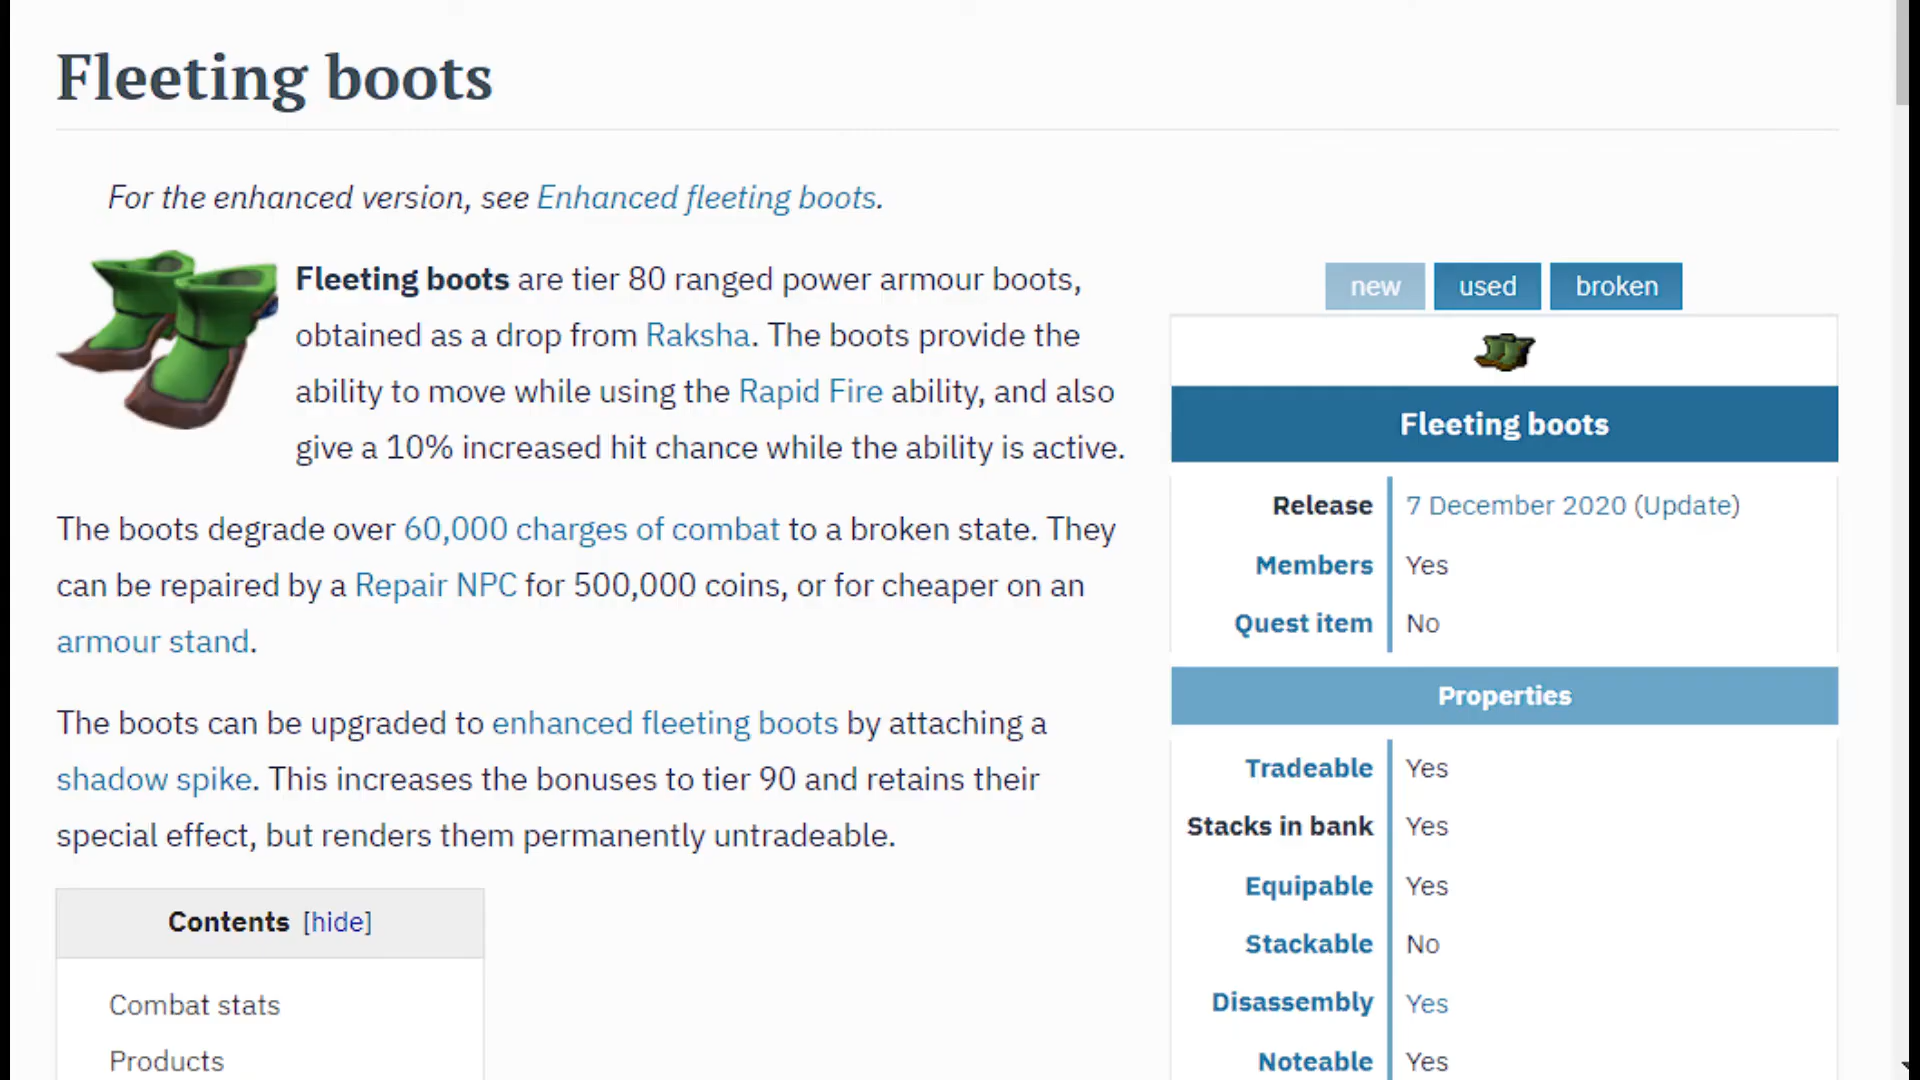 Fleeting boots
For the enhanced version, see Enhanced fleeting boots.
Fleeting boots are tier 80 ranged power armour boots,
obtained as a drop from Raksha. The boots provide the
ability to move while using the Rapid Fire ability, and also
give a 10% increased hit chance while the ability is active.
The boots degrade over 60,000 charges of combat to a broken state. They
can be repaired by a Repair NPC for 500,000 coins, or for cheaper on an
armour stand.
The boots can be upgraded to enhanced fleeting boots by attaching a
shadow spike. This increases the bonuses to tier 90 and retains their
special effect, but renders them permanently untradeable.
Contents [hide]
Combat stats
Products
new used broken
Fleeting boots
Release 7 December 2020 (Update)
Members Yes
Quest item No
Properties
Tradeable Yes
Stacks in bank Yes
Equipable Yes
Stackable No
Disassembly Yes
Noteable Yes